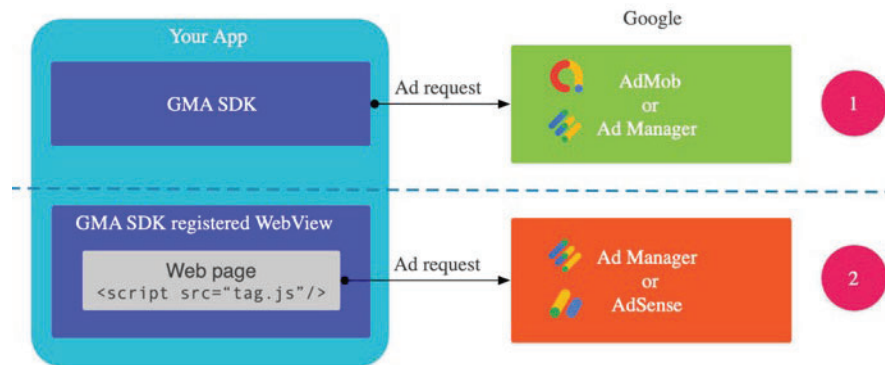 Your App
Google
GMA SDK
Ad request
AdMob
or
Ad Manager
1
GMA SDK registered WebView
Web page
<script src="tag.js"/>
Ad request
Ad Manager
or
AdSense
2